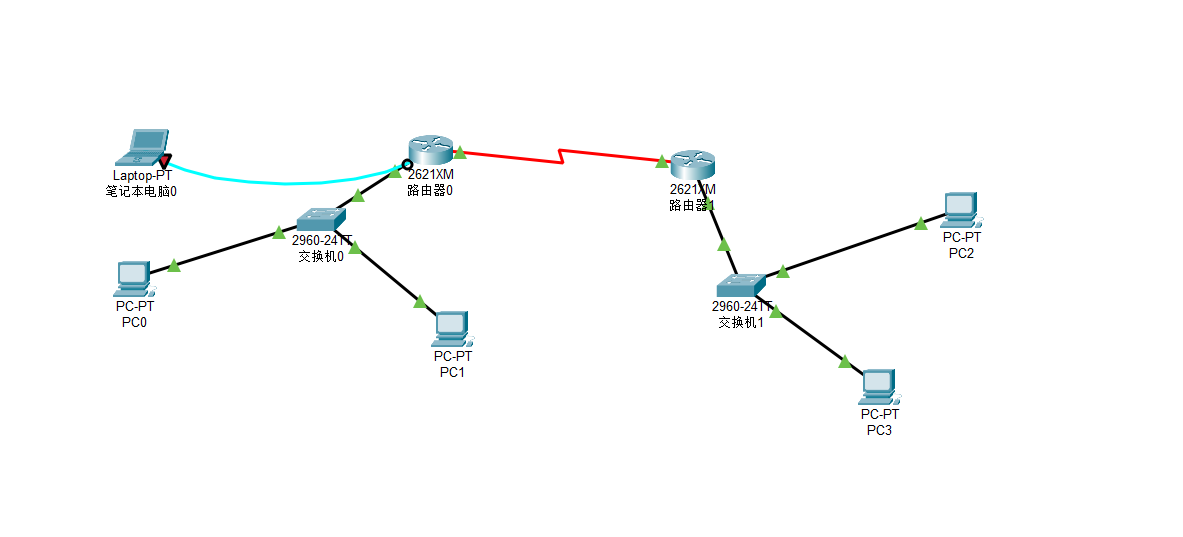 Laptop-PT
笔记本电脑0
2621XM
路由器0
2621XM
路由器1
2960-24TT
交换机0
PC-PT
PC2
PC-PT
PC0
2960-24TT
交换机1
PC-PT
PC1
PC-PT
PC3